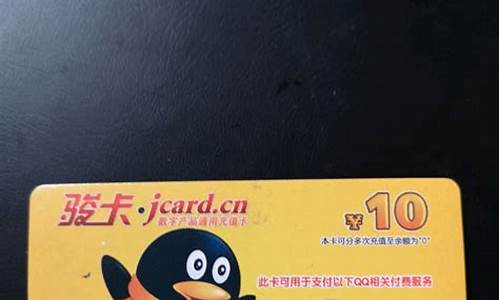 骏卡·jcard.cn
数字产品通用充值卡
¥10
本卡可分多次充值至余额为"0"
此卡可用于支付以下QQ相关付费服务